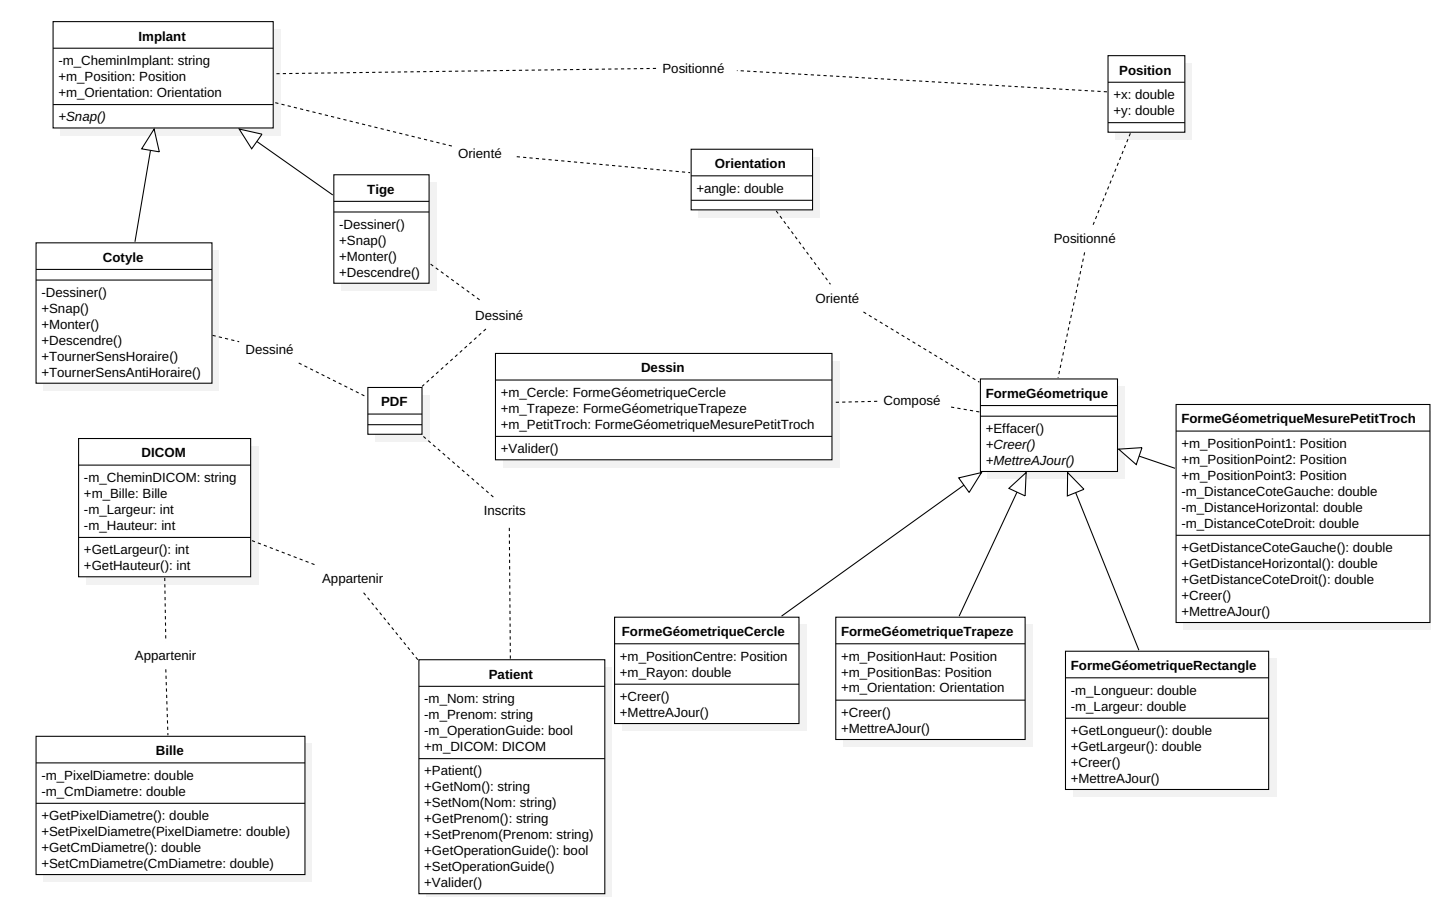 Implant
-m_CheminImplant: string
+m_Position: Position
+m_Orientation: Orientation
+Snap()
Positionné
Position
+x: double
+y: double
Orienté
Orientation
+angle: double
Tige
-Dessiner()
+Snap()
+Monter()
+Descendre()
Cotyle
-Dessiner()
+Snap()
+Monter()
+Descendre()
+TournerSensHoraire()
+TournerSensAntiHoraire()
Positionné
Orienté
Dessiné
Dessiné
PDF
Dessin
+m_Cercle: FormeGéometriqueCercle
+m_Trapeze: FormeGéometriqueTrapeze
+m_PetitTroch: FormeGéometriqueMesurePetitTroch
+Valider()
Composé
FormeGéometrique
+Effacer()
+Creer()
+MettreAJour()
FormeGéometriqueMesurePetitTroch
+m_PositionPoint1: Position
+m_PositionPoint2: Position
+m_PositionPoint3: Position
-m_DistanceCoteGauche: double
-m_DistanceHorizontal: double
-m_DistanceCoteDroit: double
+GetDistanceCoteGauche(): double
+GetDistanceHorizontal(): double
+GetDistanceCoteDroit(): double
+Creer()
+MettreAJour()
DICOM
-m_CheminDICOM: string
+m_Bille: Bille
-m_Largeur: int
-m_Hauteur: int
+GetLargeur(): int
+GetHauteur(): int
Inscrits
Appartenir
Appartenir
FormeGéometriqueCercle
+m_PositionCentre: Position
+m_Rayon: double
+Creer()
+MettreAJour()
FormeGéometriqueTrapeze
+m_PositionHaut: Position
+m_PositionBas: Position
+m_Orientation: Orientation
+Creer()
+MettreAJour()
FormeGéometriqueRectangle
-m_Longueur: double
-m_Largeur: double
+GetLongueur(): double
+GetLargeur(): double
+Creer()
+MettreAJour()
Patient
-m_Nom: string
-m_Prenom: string
-m_OperationGuide: bool
+m_DICOM: DICOM
+Patient()
+GetNom(): string
+SetNom(Nom: string)
+GetPrenom(): string
+SetPrenom(Prenom: string)
+GetOperationGuide(): bool
+SetOperationGuide()
+Valider()
Bille
-m_PixelDiametre: double
-m_CmDiametre: double
+GetPixelDiametre(): double
+SetPixelDiametre(PixelDiametre: double)
+GetCmDiametre(): double
+SetCmDiametre(CmDiametre: double)